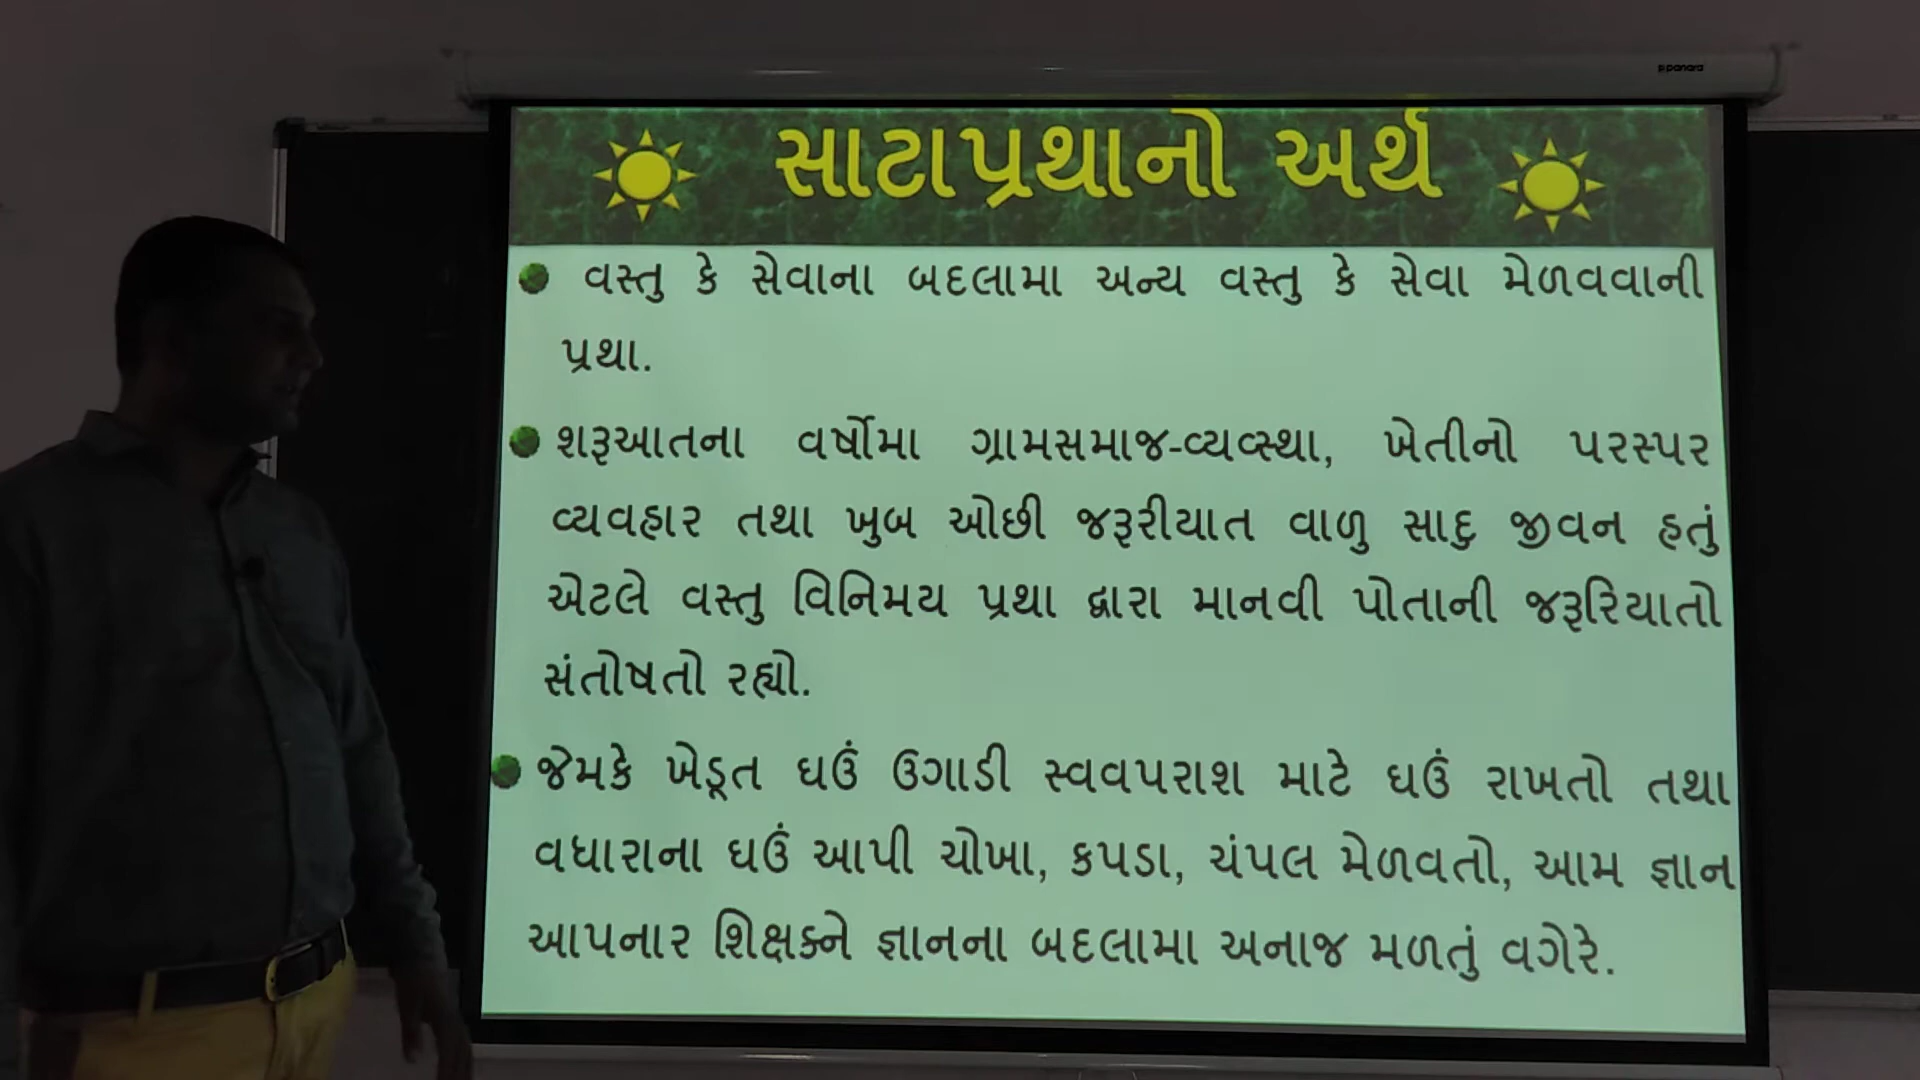 panara
સાટાપ્રથાનો અર્થ
વસ્તુ કે સેવાના બદલામા અન્ય વસ્તુ કે સેવા મેળવવાની
પ્રથા.
શરૂઆતના વર્ષોમા ગ્રામસમાજ-વ્યવ્સ્થા, ખેતીનો પરસ્પર
વ્યવહાર તથા ખુબ ઓછી જરૂરીયાત વાળુ સાદુ જીવન હતું
એટલે વસ્તુ વિનિમય પ્રથા દ્વારા માનવી પોતાની જરૂરિયાતો
સંતોષતો રહ્યો.
જેમકે ખેડૂત ઘઉં ઉગાડી સ્વવપરાશ માટે ઘઉં રાખતો તથા
વધારાના ઘઉં આપી ચોખા, કપડા, ચંપલ મેળવતો, આમ જ્ઞાન
આપનાર શિક્ષક્ને જ્ઞાનના બદલામા અનાજ મળતું વગેરે.